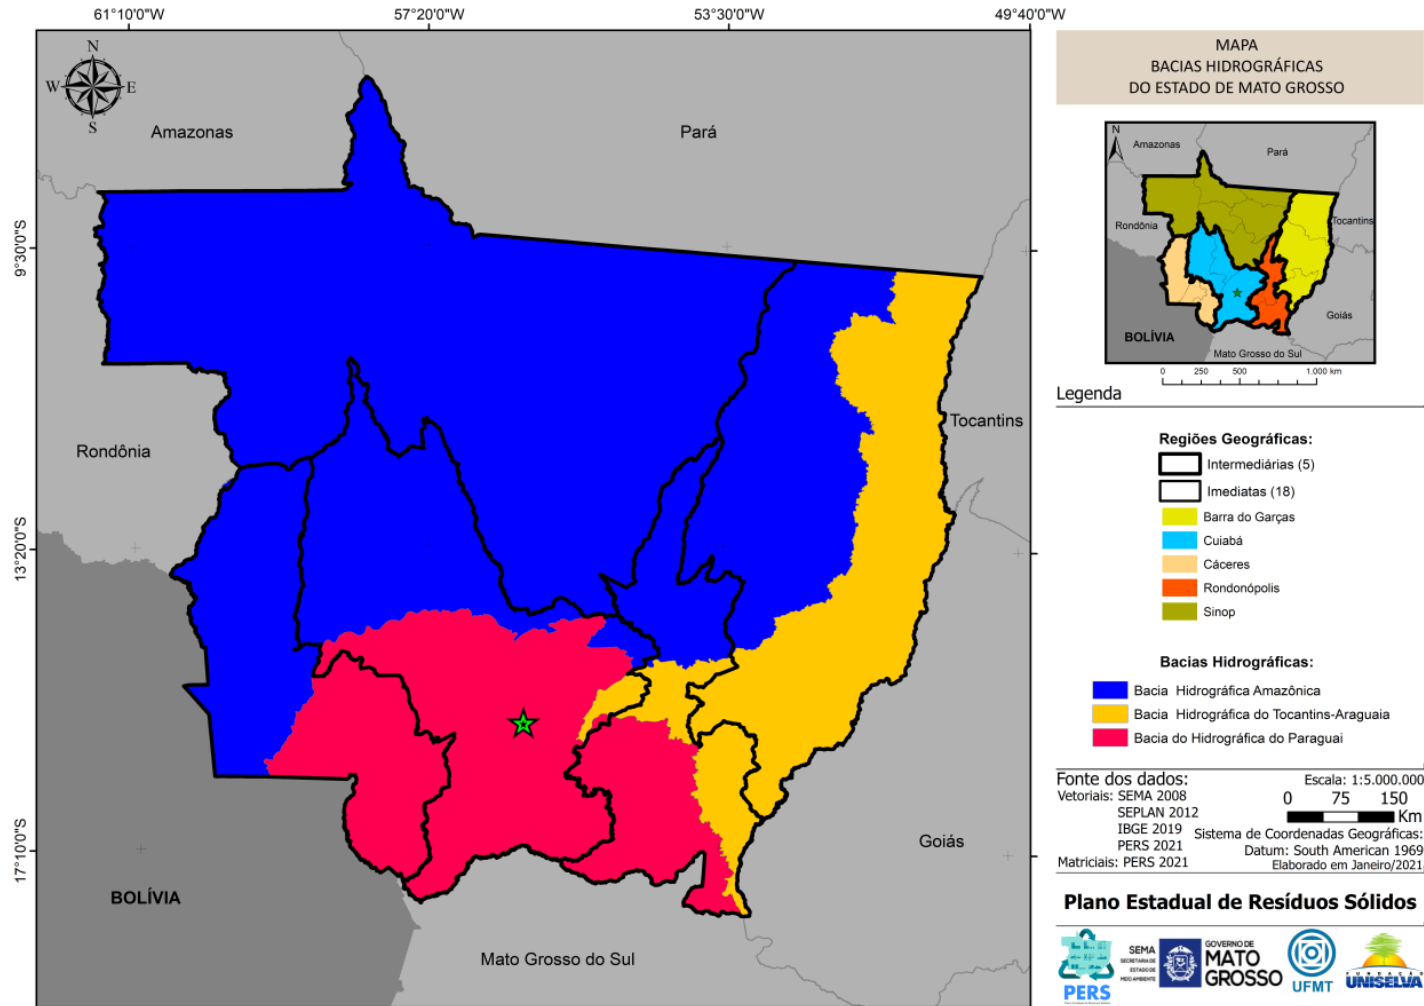 61°10'0"W
57°20'0"W
53°30'0"W
49°40'0"W
9°30'0"S
13°20'0"S
17°10'0"S
N
W
E
S
Amazonas
Pará
Rondônia
Tocantins
Goiás
BOLÍVIA
Mato Grosso do Sul
MAPA
BACIAS HIDROGRÁFICAS
DO ESTADO DE MATO GROSSO
N
Amazonas
Pará
Rondônia
Tocantins
Goiás
BOLÍVIA
Mato Grosso do Sul
0 250 500 1.000 km
Legenda
Regiões Geográficas:
Intermediárias (5)
Imediatas (18)
Barra do Garças
Cuiabá
Cáceres
Rondonópolis
Sinop
Bacias Hidrográficas:
Bacia Hidrográfica Amazônica
Bacia Hidrográfica do Tocantins-Araguaia
Bacia do Hidrográfica do Paraguai
Fonte dos dados:
Vetoriais: SEMA 2008
SEPLAN 2012
IBGE 2019
PERS 2021
Matriciais: PERS 2021
Escala: 1:5.000.000
0 75 150
Km
Sistema de Coordenadas Geográficas:
Datum: South American 1969
Elaborado em Janeiro/2021
Plano Estadual de Resíduos Sólidos
PERS
SEMA
SECRETARIA DE
ESTADO DE
MEIO AMBIENTE
GOVERNO DE
MATO
GROSSO
UFMT
FUNDAÇÃO
UNISELVA